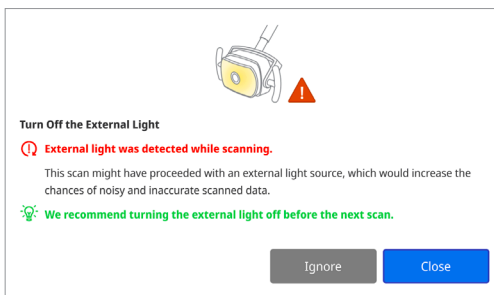 Turn Off the External Light
External light was detected while scanning.
This scan might have proceeded with an external light source, which would increase the
chances of noisy and inaccurate scanned data.
We recommend turning the external light off before the next scan.
Ignore
Close